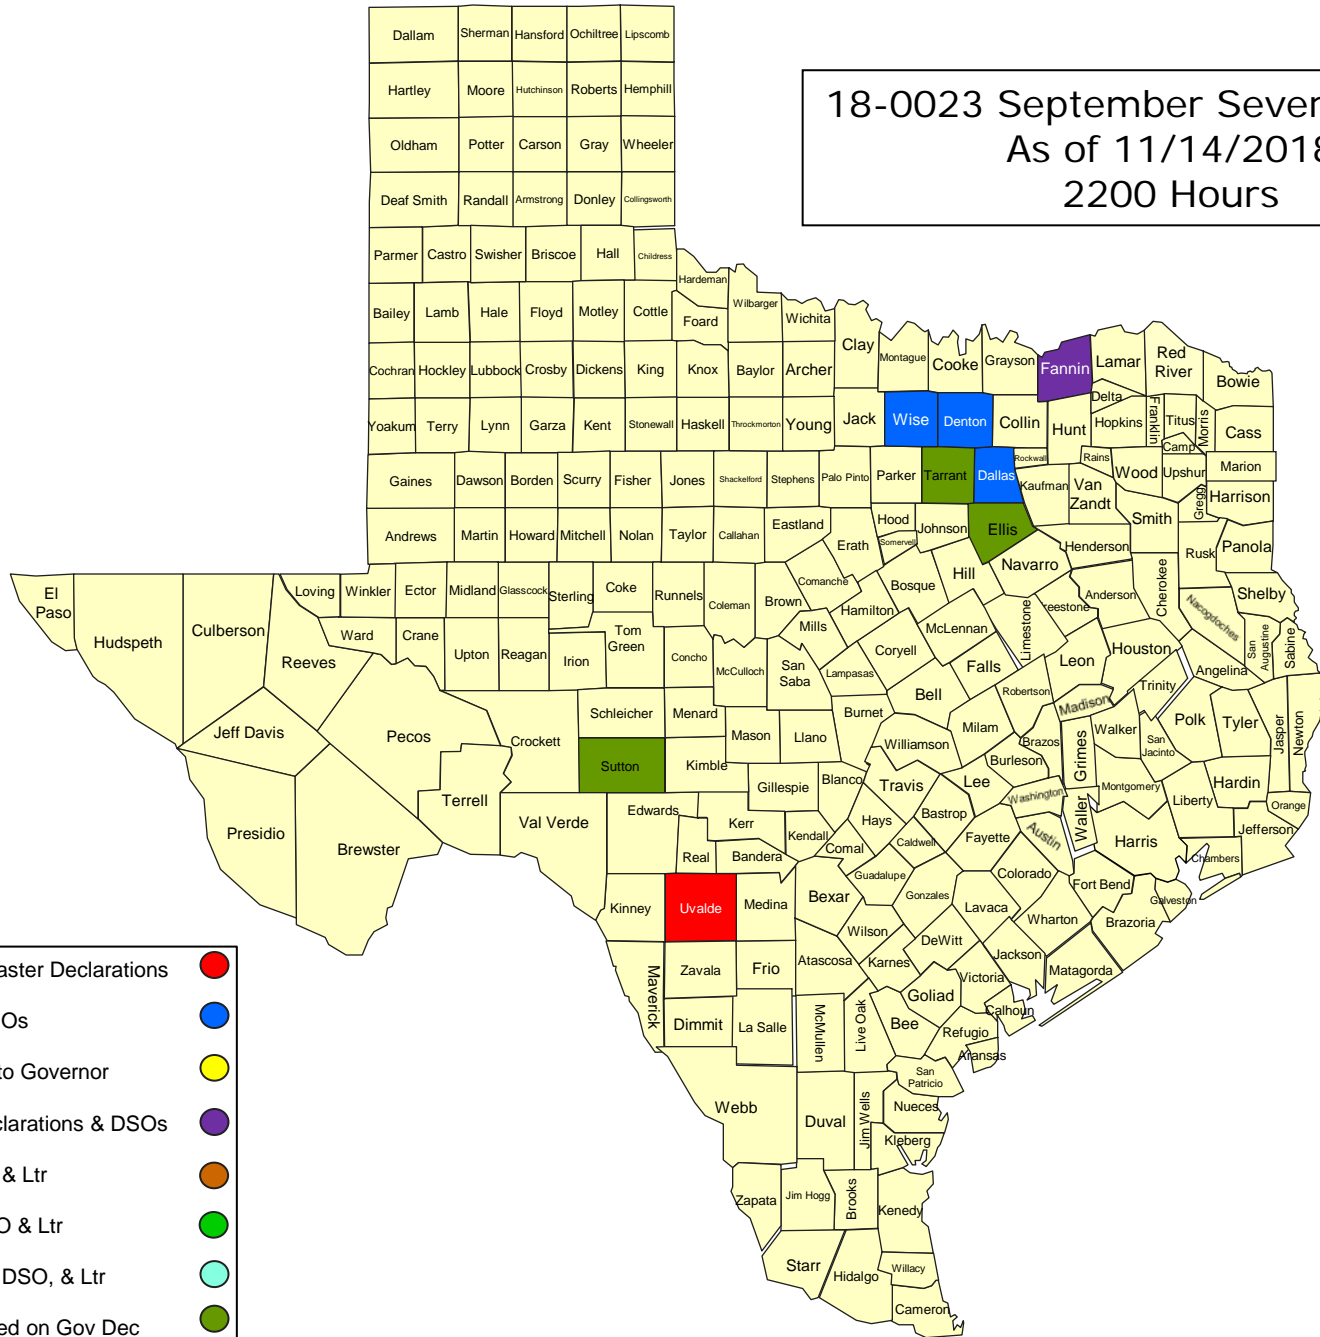 Dallam Sherman Hansford Ochiltree Lipscomb
Hartley Moore Hutchinson Roberts Hemphill
18-0023 September Sever
As of 11/14/2018
2200 Hours
Oldham Potter Carson Gray Wheeler
Deaf Smith Randall Armstrong Donley Collingsworth
Parmer Castro Swisher Briscoe Hall Childress
Hardeman
Bailey Lamb Hale Floyd Motley Cottle Foard Wilbarger Wichita
Clay Montague Cooke Grayson Fannin Lamar Red River Bowie
Cochran Hockley Lubbock Crosby Dickens King Knox Baylor Archer
Delta
Yoakum Terry Lynn Garza Kent Stonewall Haskell Throckmorton Young Jack Wise Denton Collin Hunt Hopkins Franklin Titus Morris Cass
Camp
Gaines Dawson Borden Scurry Fisher Jones Shackelford Stephens Palo Pinto Parker Tarrant Dallas Rockwall Kaufman Rains Van Zandt Wood Upshur Gregg Marion
Harrison
Andrews Martin Howard Mitchell Nolan Taylor Callahan Eastland Erath Hood Somervell Johnson Ellis Henderson Smith Rusk Panola
El Paso Hudspeth Culberson Loving Winkler Ector Midland Glasscock Sterling Coke Runnels Coleman Brown Comanche Hamilton Bosque Hill Navarro Anderson Cherokee Nacogdoches Shelby
Reeves Ward Crane Upton Reagan Irion Tom Green Concho McCulloch San Saba Mills Lampasas Coryell McLennan Limestone reestone Leon Houston Angelina San Augustine Sabine
Jeff Davis Pecos Crockett Schleicher Menard Mason Llano Burnet Bell Falls Robertson Madison Trinity Polk Tyler Jasper Newton
Presidio Brewster Terrell Sutton Kimble Gillespie Blanco Williamson Milam Brazos Grimes Walker San Jacinto
Travis Lee Burleson Washington Waller Montgomery Liberty Hardin Orange
Val Verde Edwards Kerr Kendall Hays Bastrop Caldwell Fayette Austin Harris Jefferson Chambers
Real Bandera Comal Guadalupe Gonzales Colorado Fort Bend Galveston
Kinney Uvalde Medina Bexar Wilson Lavaca Wharton Brazoria
Maverick Zavala Frio Atascosa Karnes DeWitt Jackson Matagorda
Dimmit La Salle McMullen Live Oak Bee Goliad Victoria Calhoun
Refugio Aransas
San Patricio
Webb Duval Jim Wells Nueces
Kleberg
Zapata Jim Hogg Brooks Kenedy
Starr Hidalgo Willacy
Cameron
aster Declarations
Os
to Governor
clarations & DSOs
& Ltr
O & Ltr
DSO, & Ltr
ed on Gov Dec